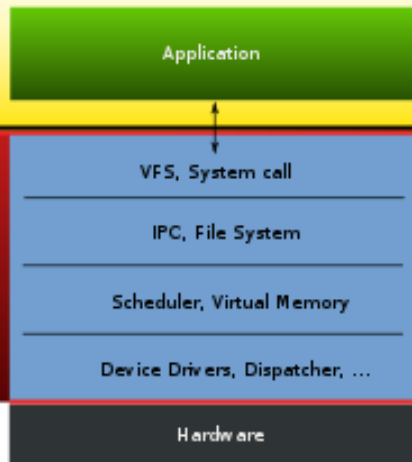 Application
VFS, System call
IPC, File System
Scheduler, Virtual Memory
Device Drivers, Dispatcher, ...
Hardware